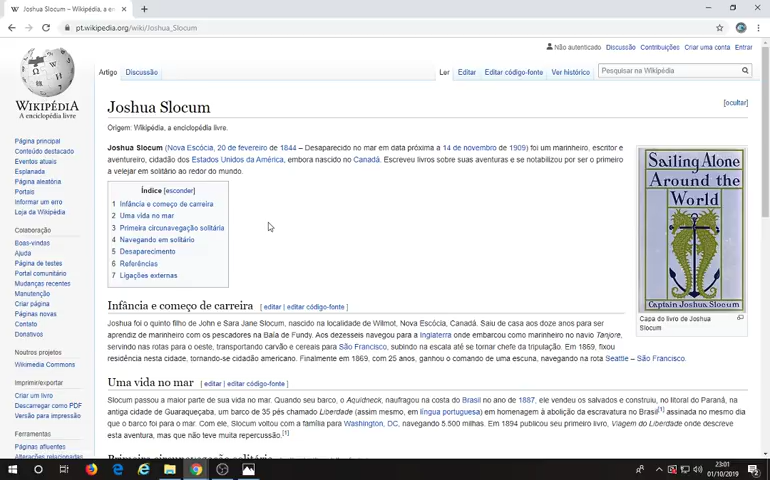 Joshua Slocum – Wikipédia, a en
pt.wikipedia.org/wiki/Joshua_Slocum
Não autenticado Discussão Contribuições Criar uma conta Entrar
Artigo Discussão
Ler Editar Editar código-fonte Ver histórico
Pesquisar na Wikipédia
WIKIPÉDIA
A enciclopédia livre
Página principal
Conteúdo destacado
Eventos atuais
Esplanada
Página aleatória
Portais
Informar um erro
Loja da Wikipédia
Colaboração
Boas-vindas
Ajuda
Página de testes
Portal comunitário
Mudanças recentes
Manutenção
Criar página
Páginas novas
Contato
Donativos
Noutros projetos
Wikimedia Commons
Imprimir/exportar
Criar um livro
Descarregar como PDF
Versão para impressão
Ferramentas
Páginas afluentes
Alterações relacionadas
Joshua Slocum
[ocultar]
Origem: Wikipédia, a enciclopédia livre.
Joshua Slocum (Nova Escócia, 20 de fevereiro de 1844 – Desaparecido no mar em data próxima a 14 de novembro de 1909) foi um marinheiro, escritor e
aventureiro, cidadão dos Estados Unidos da América, embora nascido no Canadá. Escreveu livros sobre suas aventuras e se notabilizou por ser o primeiro
a velejar em solitário ao redor do mundo.
Índice [esconder]
1 Infância e começo de carreira
2 Uma vida no mar
3 Primeira circunavegação solitária
4 Navegando em solitário
5 Desaparecimento
6 Referências
7 Ligações externas
Sailing Alone
Around the
World
Captain Joshua Slocum
Capa do livro de Joshua
Slocum
Infância e começo de carreira [ editar | editar código-fonte ]
Joshua foi o quinto filho de John e Sara Jane Slocum, nascido na localidade de Wilmot, Nova Escócia, Canadá. Saiu de casa aos doze anos para ser
aprendiz de marinheiro com os pescadores na Baía de Fundy. Aos dezesseis navegou para a Inglaterra onde embarcou como marinheiro no navio Tanjore,
servindo nas rotas para o oeste, transportando carvão e cereais para São Francisco, subindo na escala até se tornar chefe da tripulação. Em 1869, fixou
residência nesta cidade, tornando-se cidadão americano. Finalmente em 1869, com 25 anos, ganhou o comando de uma escuna, navegando na rota Seattle – São Francisco.
Uma vida no mar [ editar | editar código-fonte ]
Slocum passou a maior parte de sua vida no mar. Quando seu barco, o Aquidneck, naufragou na costa do Brasil no ano de 1887, ele vendeu os salvados e construiu, no litoral do Paraná, na
antiga cidade de Guaraqueçaba, um barco de 35 pés chamado Liberdade (assim mesmo, em língua portuguesa) em homenagem à abolição da escravatura no Brasil[1] assinada no mesmo dia
que o barco foi para o mar. Com ele, Slocum voltou com a família para Washington, DC, navegando 5.500 milhas. Em 1894 publicou seu primeiro livro, Viagem do Liberdade onde descreve
esta aventura, mas que não teve muita repercussão.[1]
Primeira circunavegação solitária
23:01
01/10/2019
2